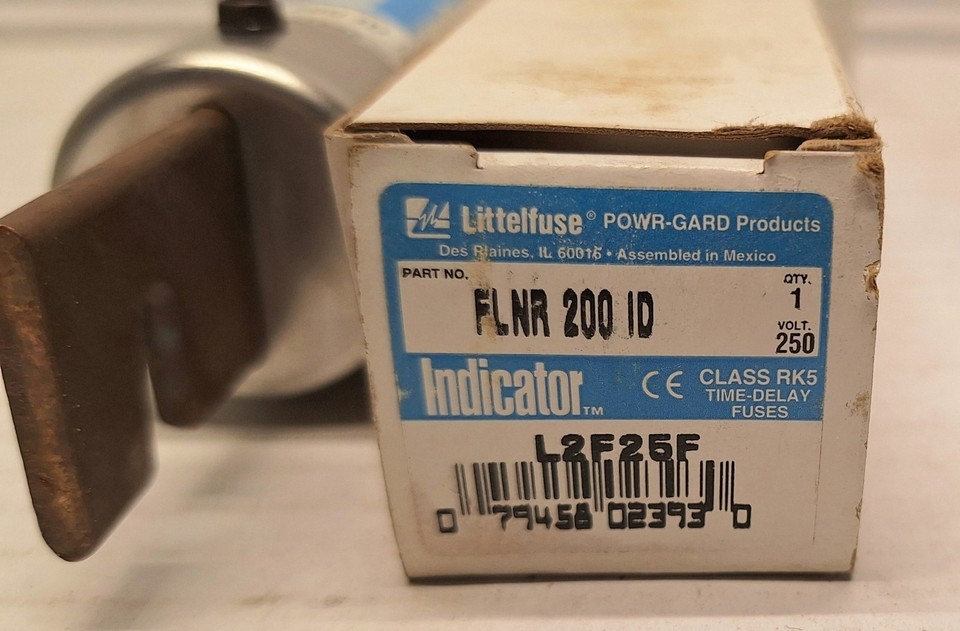 Littelfuse® POWR-GARD Products
Des Plaines, IL 60016 • Assembled in Mexico
PART NO.
FLNR 200 ID
QTY.
1
VOLT.
250
Indicator™
CE
CLASS RK5
TIME-DELAY
FUSES
L2F25F
0 79458 02393 0